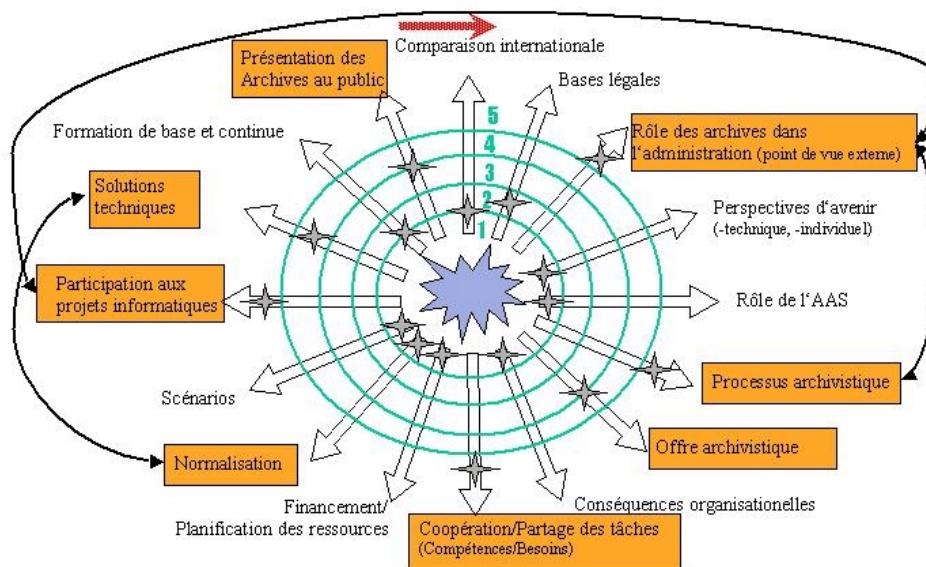 Comparaison internationale
Présentation des
Archives au public
Bases légales
5
4
3
2
1
Formation de base et continue
Rôle des archives dans
l'administration (point de vue externe)
Solutions
techniques
Perspectives d'avenir
(-technique, -individuel)
Participation aux
projets informatiques
Rôle de l'AAS
Scénarios
Processus archivistique
Normalisation
Offre archivistique
Financement/
Planification des ressources
Conséquences organisationelles
Coopération/Partage des tâches
(Compétences/Besoins)